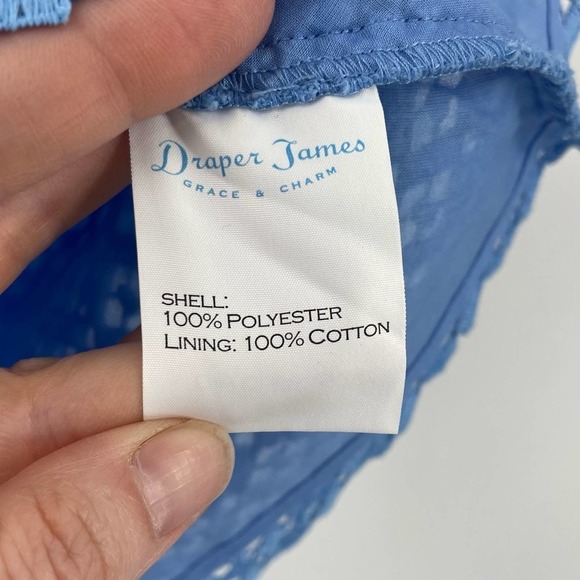 Draper James
GRACE & CHARM
SHELL:
100% POLYESTER
LINING: 100% COTTON